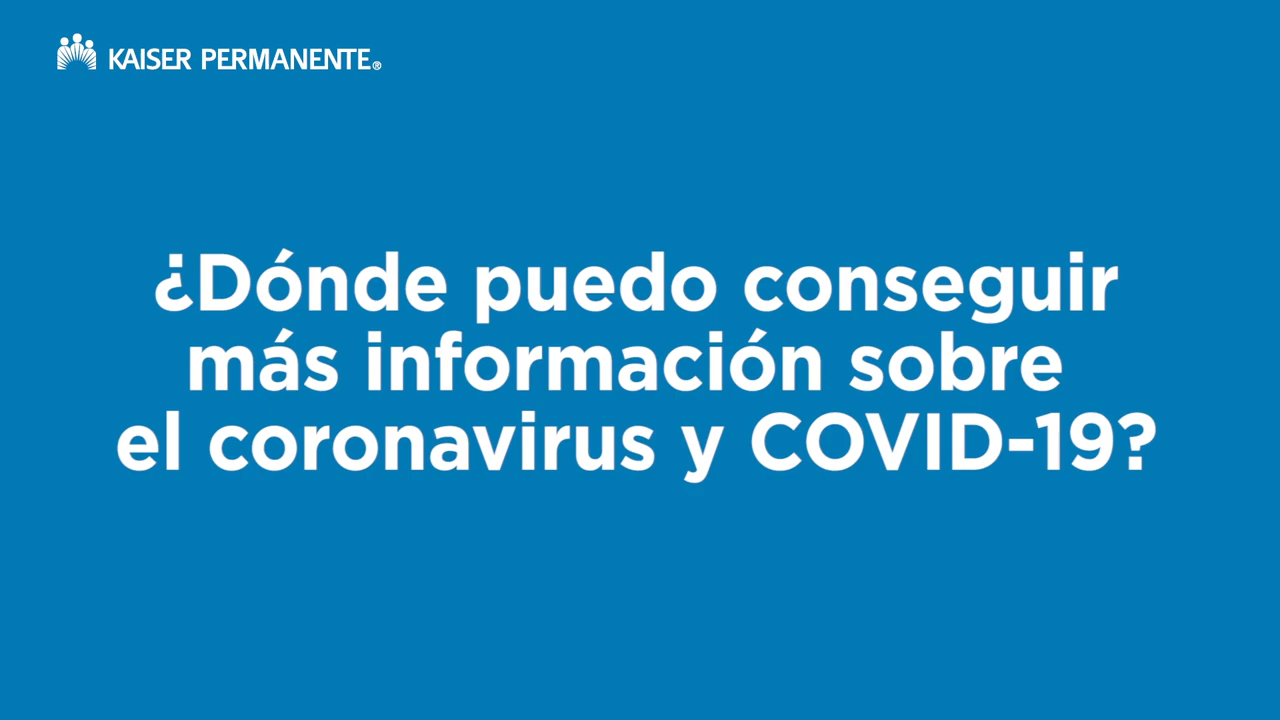 KAISER PERMANENTE®
¿Dónde puedo conseguir
más información sobre
el coronavirus y COVID-19?